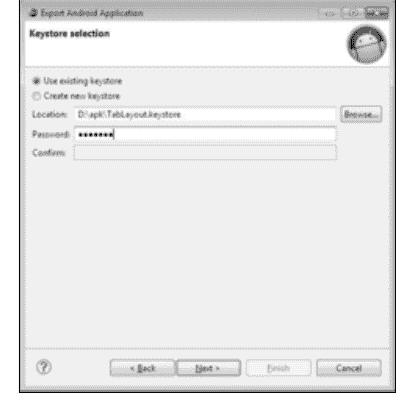 Export Android Application
Keystore selection
Use existing keystore
Create new keystore
Location: D:\apk\TabLayout.keystore Browse...
Password: •••••••
Confirm:
< Back Next > Finish Cancel